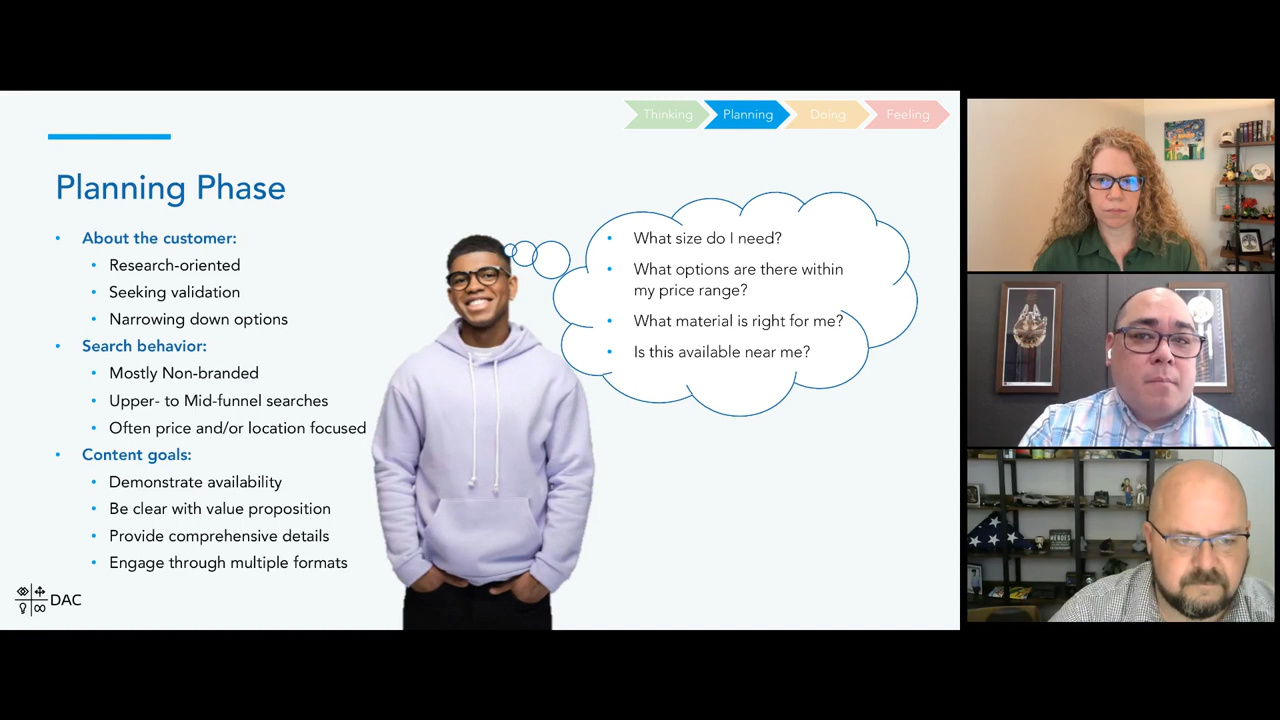 Thinking
Planning
Doing
Feeling
Planning Phase
About the customer:
Research-oriented
Seeking validation
Narrowing down options
Search behavior:
Mostly Non-branded
Upper- to Mid-funnel searches
Often price and/or location focused
Content goals:
Demonstrate availability
Be clear with value proposition
Provide comprehensive details
Engage through multiple formats
What size do I need?
What options are there within
my price range?
What material is right for me?
Is this available near me?
DAC
HEROES